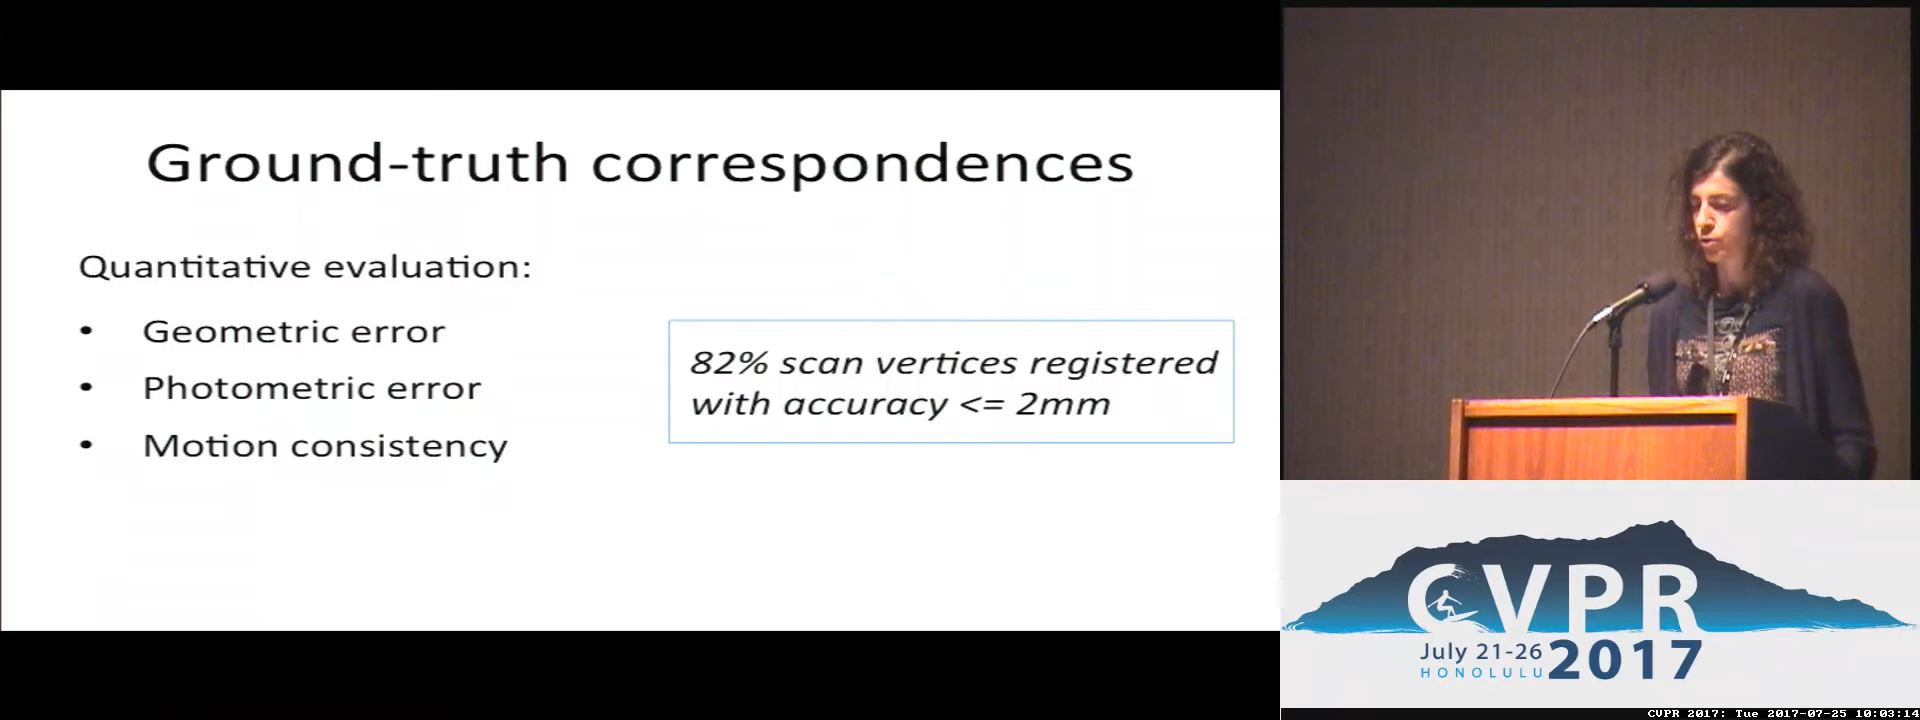 Ground-truth correspondences
Quantitative evaluation:
• Geometric error
• Photometric error
• Motion consistency
82% scan vertices registered
with accuracy <= 2mm
CVPR
July 21-26
HONOLULU
2017
CVPR 2017: Tue 2017-07-25 10:03:14